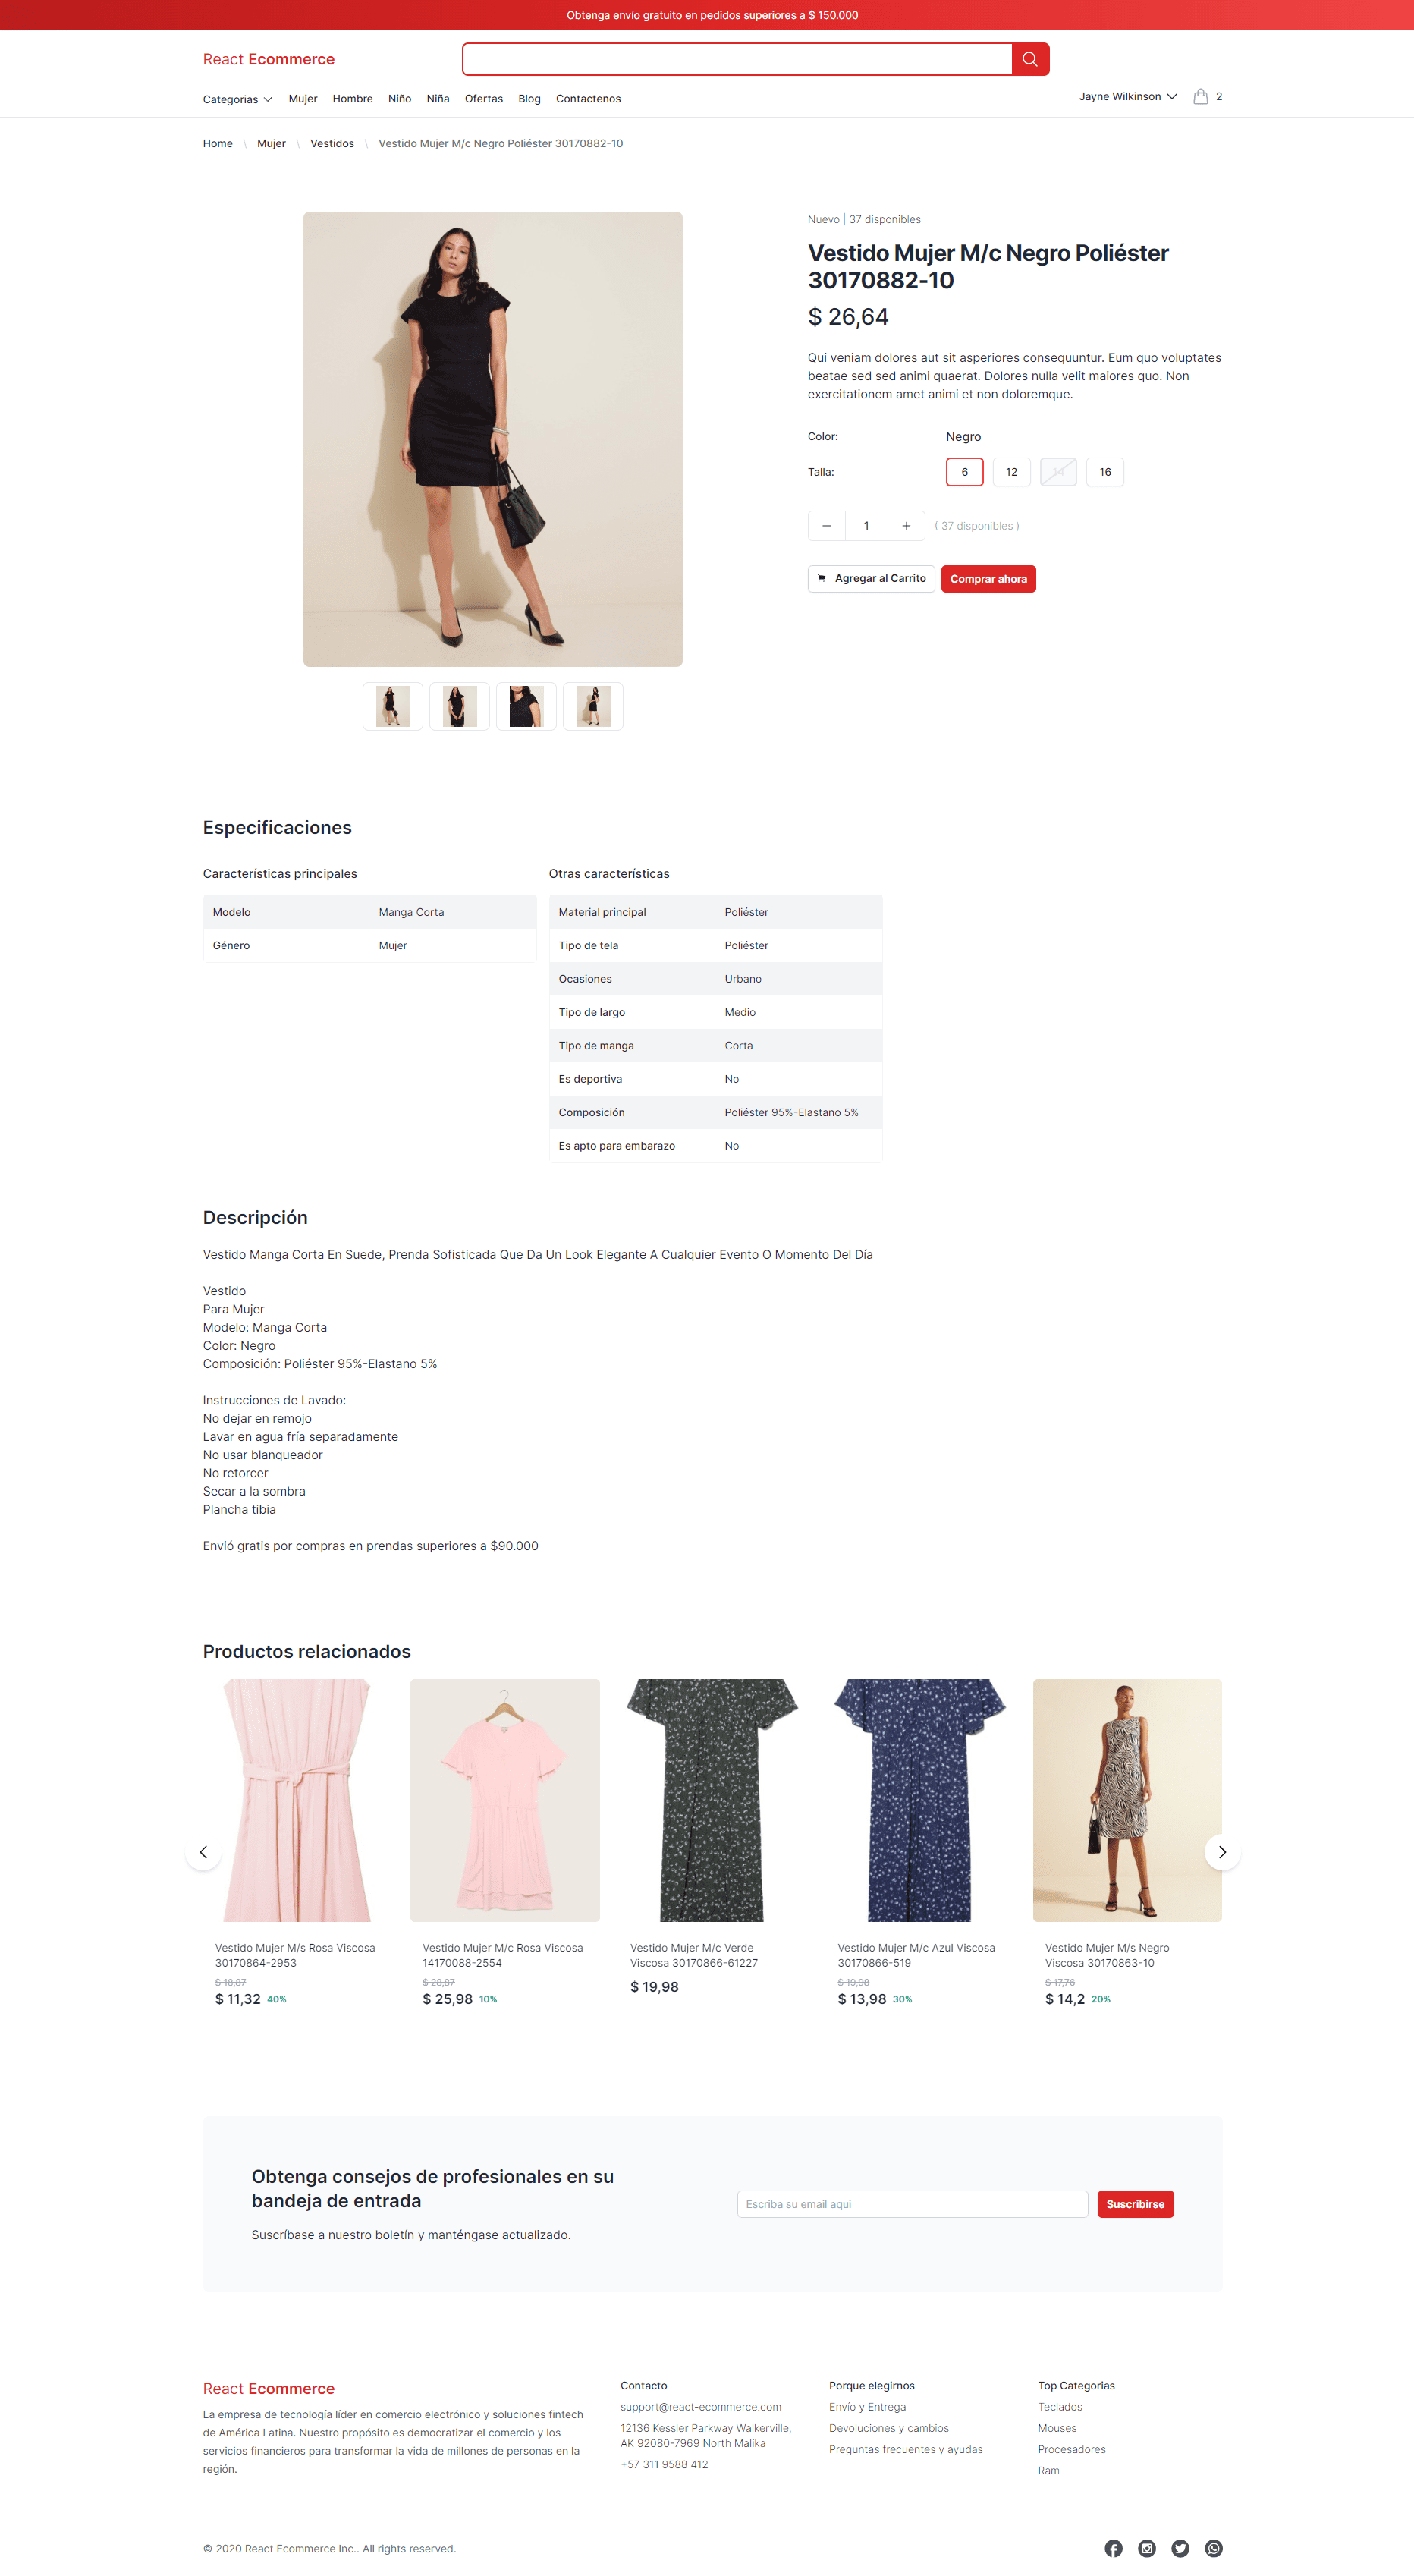 Obtenga envío gratuito en pedidos superiores a $ 150.000
React Ecommerce
Categorias Mujer Hombre Niño Niña Ofertas Blog Contactenos
Jayne Wilkinson 2
Home \ Mujer \ Vestidos \ Vestido Mujer M/c Negro Poliéster 30170882-10
Nuevo | 37 disponibles
Vestido Mujer M/c Negro Poliéster
30170882-10
$ 26,64
Qui veniam dolores aut sit asperiores consequuntur. Eum quo voluptates
beatae sed sed animi quaerat. Dolores nulla velit maiores quo. Non
exercitationem amet animi et non doloremque.
Color: Negro
Talla: 6 12 14 16
1 ( 37 disponibles )
Agregar al Carrito Comprar ahora
Especificaciones
Características principales
Modelo Manga Corta
Género Mujer
Otras características
Material principal Poliéster
Tipo de tela Poliéster
Ocasiones Urbano
Tipo de largo Medio
Tipo de manga Corta
Es deportiva No
Composición Poliéster 95%-Elastano 5%
Es apto para embarazo No
Descripción
Vestido Manga Corta En Suede, Prenda Sofisticada Que Da Un Look Elegante A Cualquier Evento O Momento Del Día
Vestido
Para Mujer
Modelo: Manga Corta
Color: Negro
Composición: Poliéster 95%-Elastano 5%
Instrucciones de Lavado:
No dejar en remojo
Lavar en agua fría separadamente
No usar blanqueador
No retorcer
Secar a la sombra
Plancha tibia
Envió gratis por compras en prendas superiores a $90.000
Productos relacionados
Vestido Mujer M/s Rosa Viscosa
30170864-2953
$ 18,87
$ 11,32 40%
Vestido Mujer M/c Rosa Viscosa
14170088-2554
$ 28,87
$ 25,98 10%
Vestido Mujer M/c Verde
Viscosa 30170866-61227
$ 19,98
Vestido Mujer M/c Azul Viscosa
30170866-519
$ 19,98
$ 13,98 30%
Vestido Mujer M/s Negro
Viscosa 30170863-10
$ 17,76
$ 14,2 20%
Obtenga consejos de profesionales en su
bandeja de entrada
Suscríbase a nuestro boletín y manténgase actualizado.
Escriba su email aqui
Suscribirse
React Ecommerce
La empresa de tecnología líder en comercio electrónico y soluciones fintech
de América Latina. Nuestro propósito es democratizar el comercio y los
servicios financieros para transformar la vida de millones de personas en la
región.
Contacto
support@react-ecommerce.com
12136 Kessler Parkway Walkerville,
AK 92080-7969 North Malika
+57 311 9588 412
Porque elegirnos
Envío y Entrega
Devoluciones y cambios
Preguntas frecuentes y ayudas
Top Categorias
Teclados
Mouses
Procesadores
Ram
© 2020 React Ecommerce Inc.. All rights reserved.